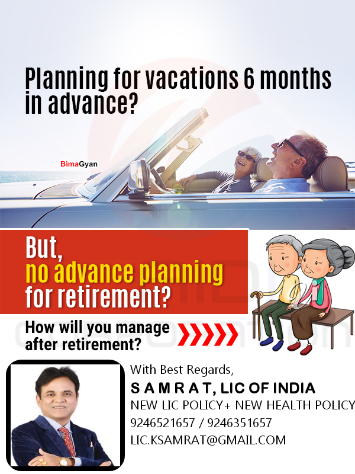 Planning for vacations 6 months
in advance?
BimaGyan
But,
no advance planning
for retirement?
How will you manage
after retirement?
With Best Regards,
S A M R A T, LIC OF INDIA
NEW LIC POLICY+ NEW HEALTH POLICY
9246521657 / 9246351657
LIC.KSAMRAT@GMAIL.COM